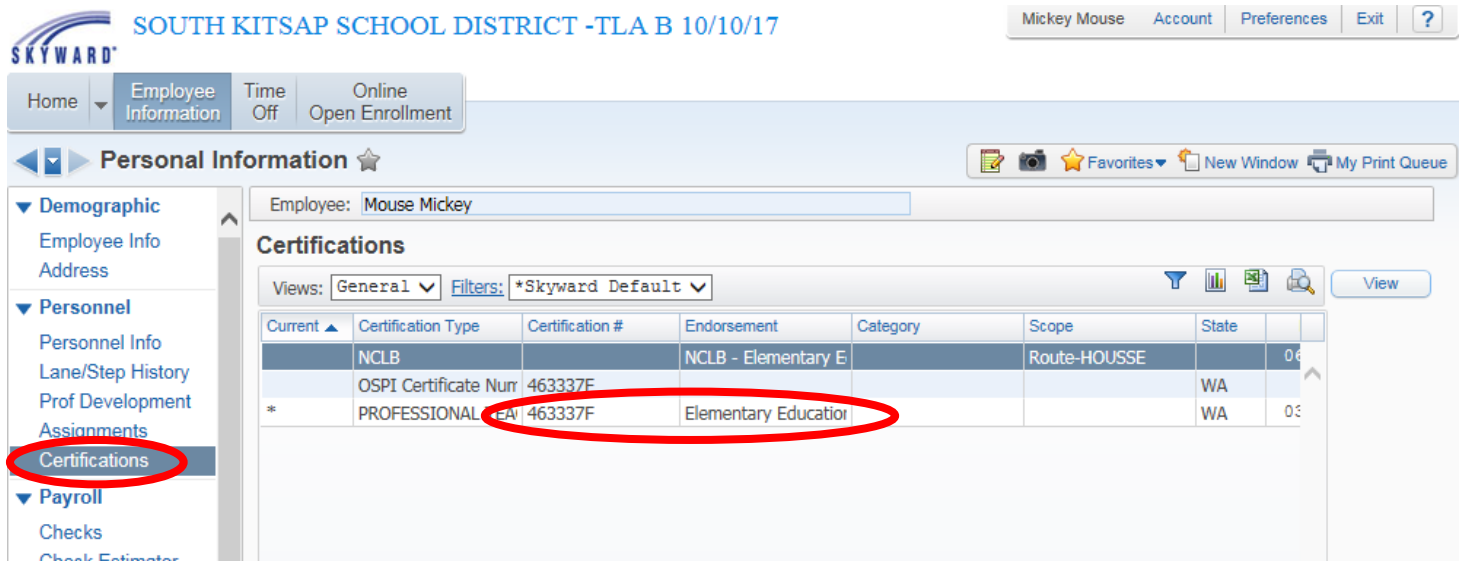 SKYWARD
SOUTH KITSAP SCHOOL DISTRICT -TLA B 10/10/17
Mickey Mouse Account Preferences Exit ?
Home Employee Information Time Off Online Open Enrollment
Personal Information
Favorites New Window My Print Queue
Demographic
Employee Info
Address
Personnel
Personnel Info
Lane/Step History
Prof Development
Assignments
Certifications
Payroll
Checks
Check Estimator
Employee: Mouse Mickey
Certifications
Views: General Filters: *Skyward Default View
Current Certification Type Certification # Endorsement Category Scope State
NCLB NCLB - Elementary E Route-HOUSSE 06
OSPI Certificate Num 463337F WA
* PROFESSIONAL 463337F Elementary Education WA 03